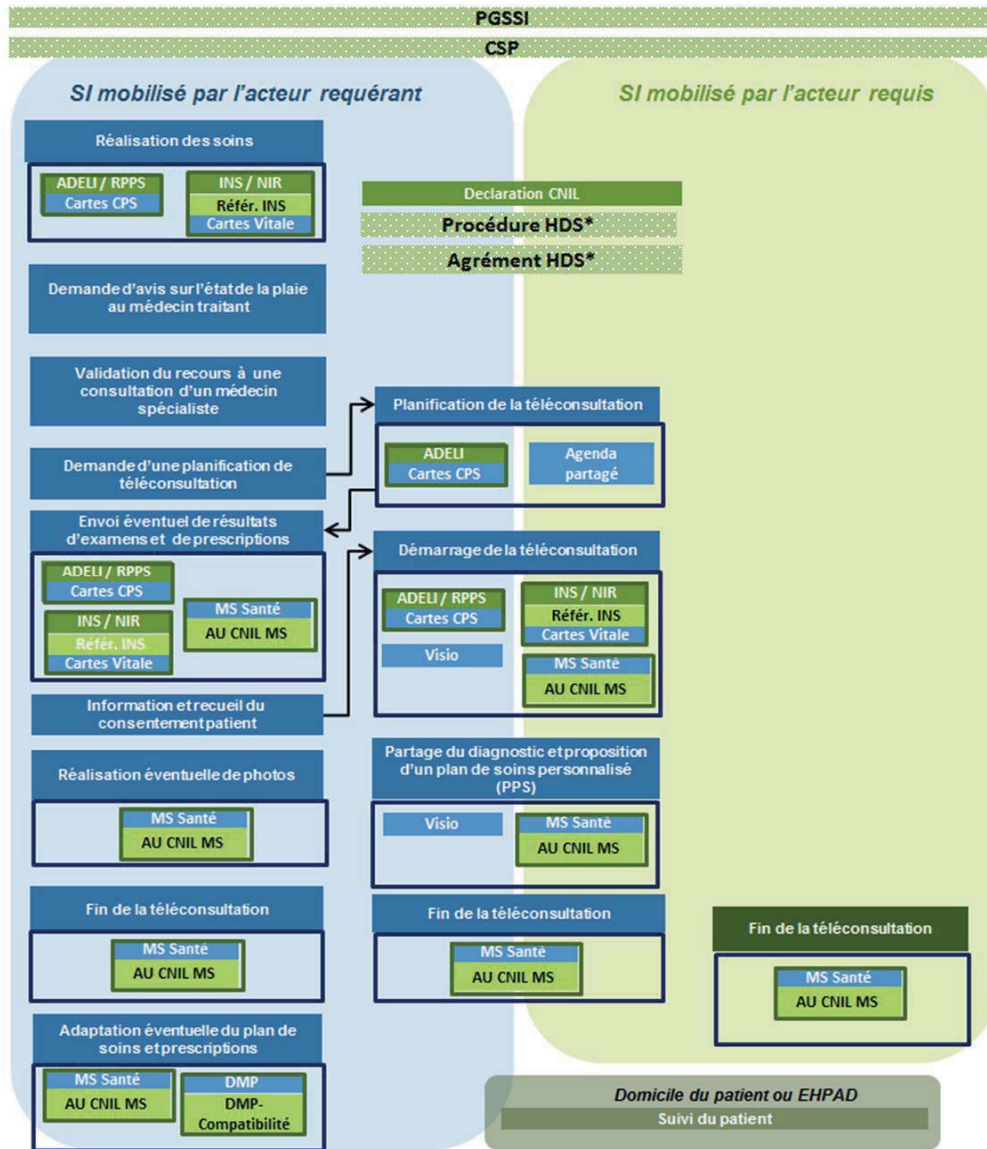 PGSSI
CSP
SI mobilisé par l'acteur requérant
SI mobilisé par l'acteur requis
Réalisation des soins
ADELI / RPPS
Cartes CPS
INS / NIR
Référ. INS
Cartes Vitale
Declaration CNIL
Procédure HDS*
Agrément HDS*
Demande d'avis sur l'état de la plaie
au médecin traitant
Validation du recours à une
consultation d'un médecin
spécialiste
Demande d'une planification de
téléconsultation
Planification de la téléconsultation
ADELI
Cartes CPS
Agenda
partagé
Envoi éventuel de résultats
d'examens et de prescriptions
ADELI / RPPS
Cartes CPS
INS / NIR
Référ. INS
Cartes Vitale
MS Santé
AU CNIL MS
Démarrage de la téléconsultation
ADELI / RPPS
Cartes CPS
Visio
INS / NIR
Référ. INS
Cartes Vitale
MS Santé
AU CNIL MS
Information et recueil du
consentement patient
Réalisation éventuelle de photos
MS Santé
AU CNIL MS
Partage du diagnostic et proposition
d'un plan de soins personnalisé
(PPS)
Visio
MS Santé
AU CNIL MS
Fin de la téléconsultation
MS Santé
AU CNIL MS
Fin de la téléconsultation
MS Santé
AU CNIL MS
Fin de la téléconsultation
MS Santé
AU CNIL MS
Adaptation éventuelle du plan de
soins et prescriptions
MS Santé
AU CNIL MS
DMP
DMP-
Compatibilité
Domicile du patient ou EHPAD
Suivi du patient